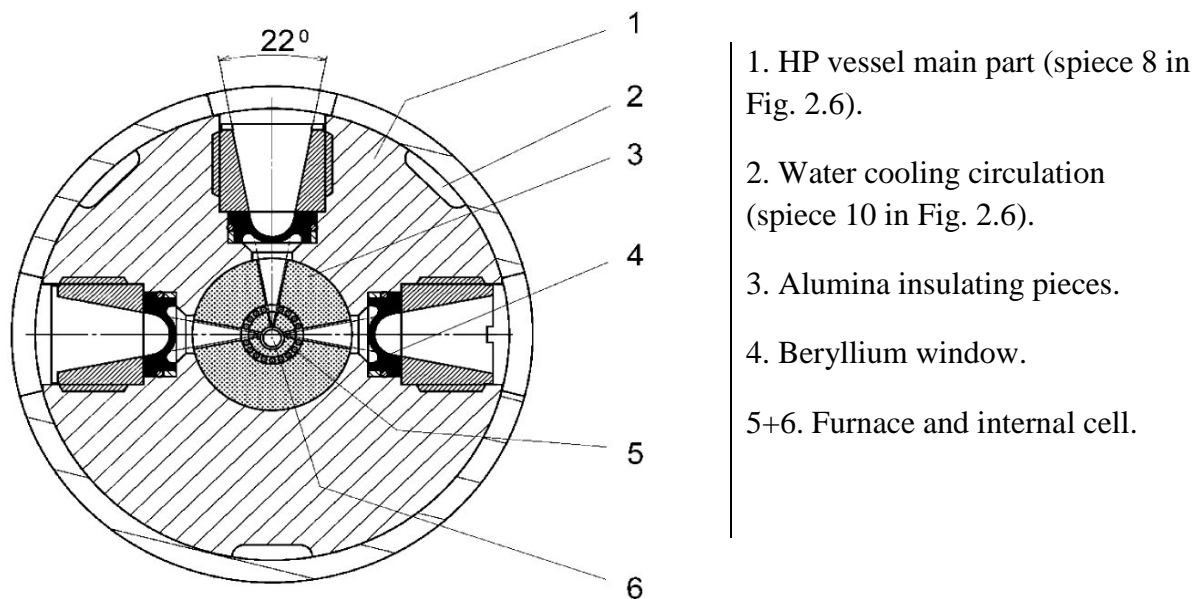 22⁰
1
2
3
4
5
6
1. HP vessel main part (spiece 8 in
Fig. 2.6).
2. Water cooling circulation
(spiece 10 in Fig. 2.6).
3. Alumina insulating pieces.
4. Beryllium window.
5+6. Furnace and internal cell.